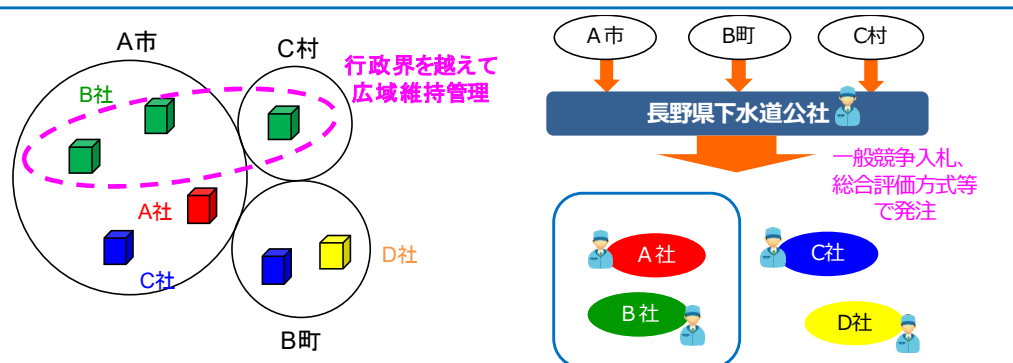 A市
C村
行政界を越えて
広域維持管理
B社
A社
C社
D社
B町
A市
B町
C村
長野県下水道公社
一般競争入札、
総合評価方式等
で発注
A社
C社
B社
D社